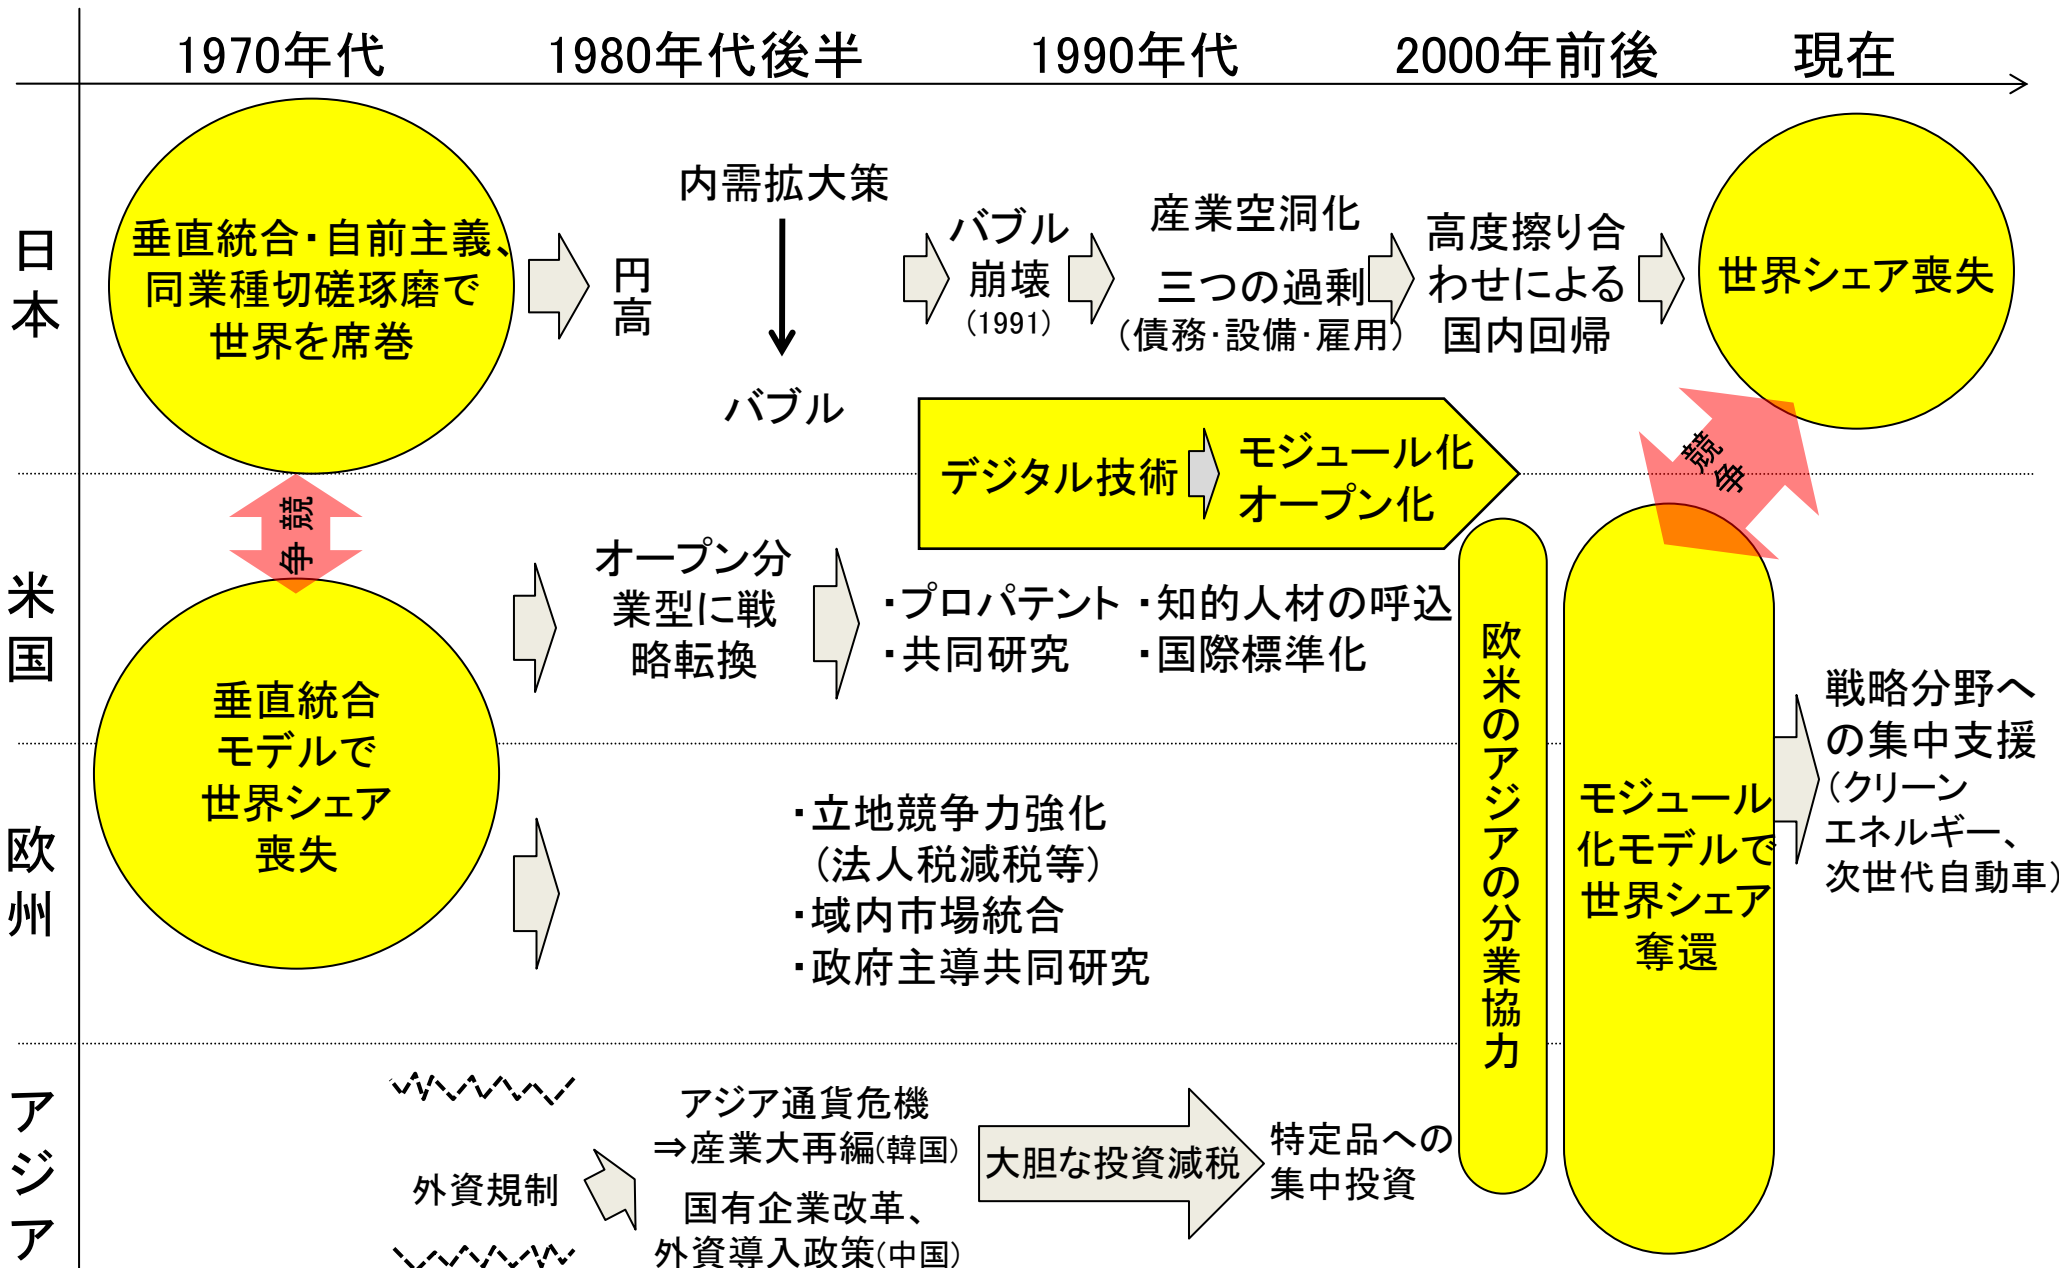 1970年代
1980年代後半
1990年代
2000年前後
現在
日本
垂直統合・自前主義、
同業種切磋琢磨で
世界を席巻
円高
内需拡大策
バブル
バブル
崩壊
(1991)
産業空洞化
三つの過剰
(債務・設備・雇用)
高度擦り合
わせによる
国内回帰
世界シェア喪失
競争
デジタル技術
モジュール化
オープン化
競争
米国
オープン分
業型に戦
略転換
・プロパテント
・共同研究
・知的人材の呼込
・国際標準化
欧米のアジアの分業協力
垂直統合
モデルで
世界シェア
喪失
モジュール
化モデルで
世界シェア
奪還
戦略分野へ
の集中支援
(クリーン
エネルギー、
次世代自動車)
欧州
・立地競争力強化
(法人税減税等)
・域内市場統合
・政府主導共同研究
アジア
外資規制
アジア通貨危機
⇒産業大再編(韓国)
国有企業改革、
外資導入政策(中国)
大胆な投資減税
特定品への
集中投資